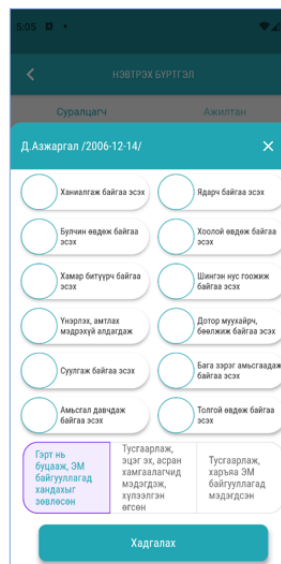 5:05
НЭВТРЭХ БҮРТГЭЛ
Суралцагч
Ажилтан
Д.Азжаргал /2006-12-14/
Ханиалгаж байгаа эсэх
Ядарч байгаа эсэх
Булчин өвдөж байгаа
эсэх
Хоолой өвдөж байгаа
эсэх
Хамар битүүрч байгаа
эсэх
Шингэн нус гоожиж
байгаа эсэх
Үнэрлэх, амтлах
мэдрэхүй алдагдаж
Дотор муухайрч,
бөөлжиж байгаа эсэх
Суулгаж байгаа эсэх
Бага зэрэг амьсгаадаж
байгаа эсэх
Амьсгал давчдаж
байгаа эсэх
Толгой өвдөж байгаа
эсэх
Гэрт нь
буцааж, ЭМ
байгууллагад
хандахыг
зөвлөсөн
Тусгаарлаж,
эцэг эх, асран
хамгаалагчид
мэдэгдэж,
хүлээлгэн
өгсөн
Тусгаарлаж,
харъяа ЭМ
байгууллагад
мэдэгдсэн
Хадгалах